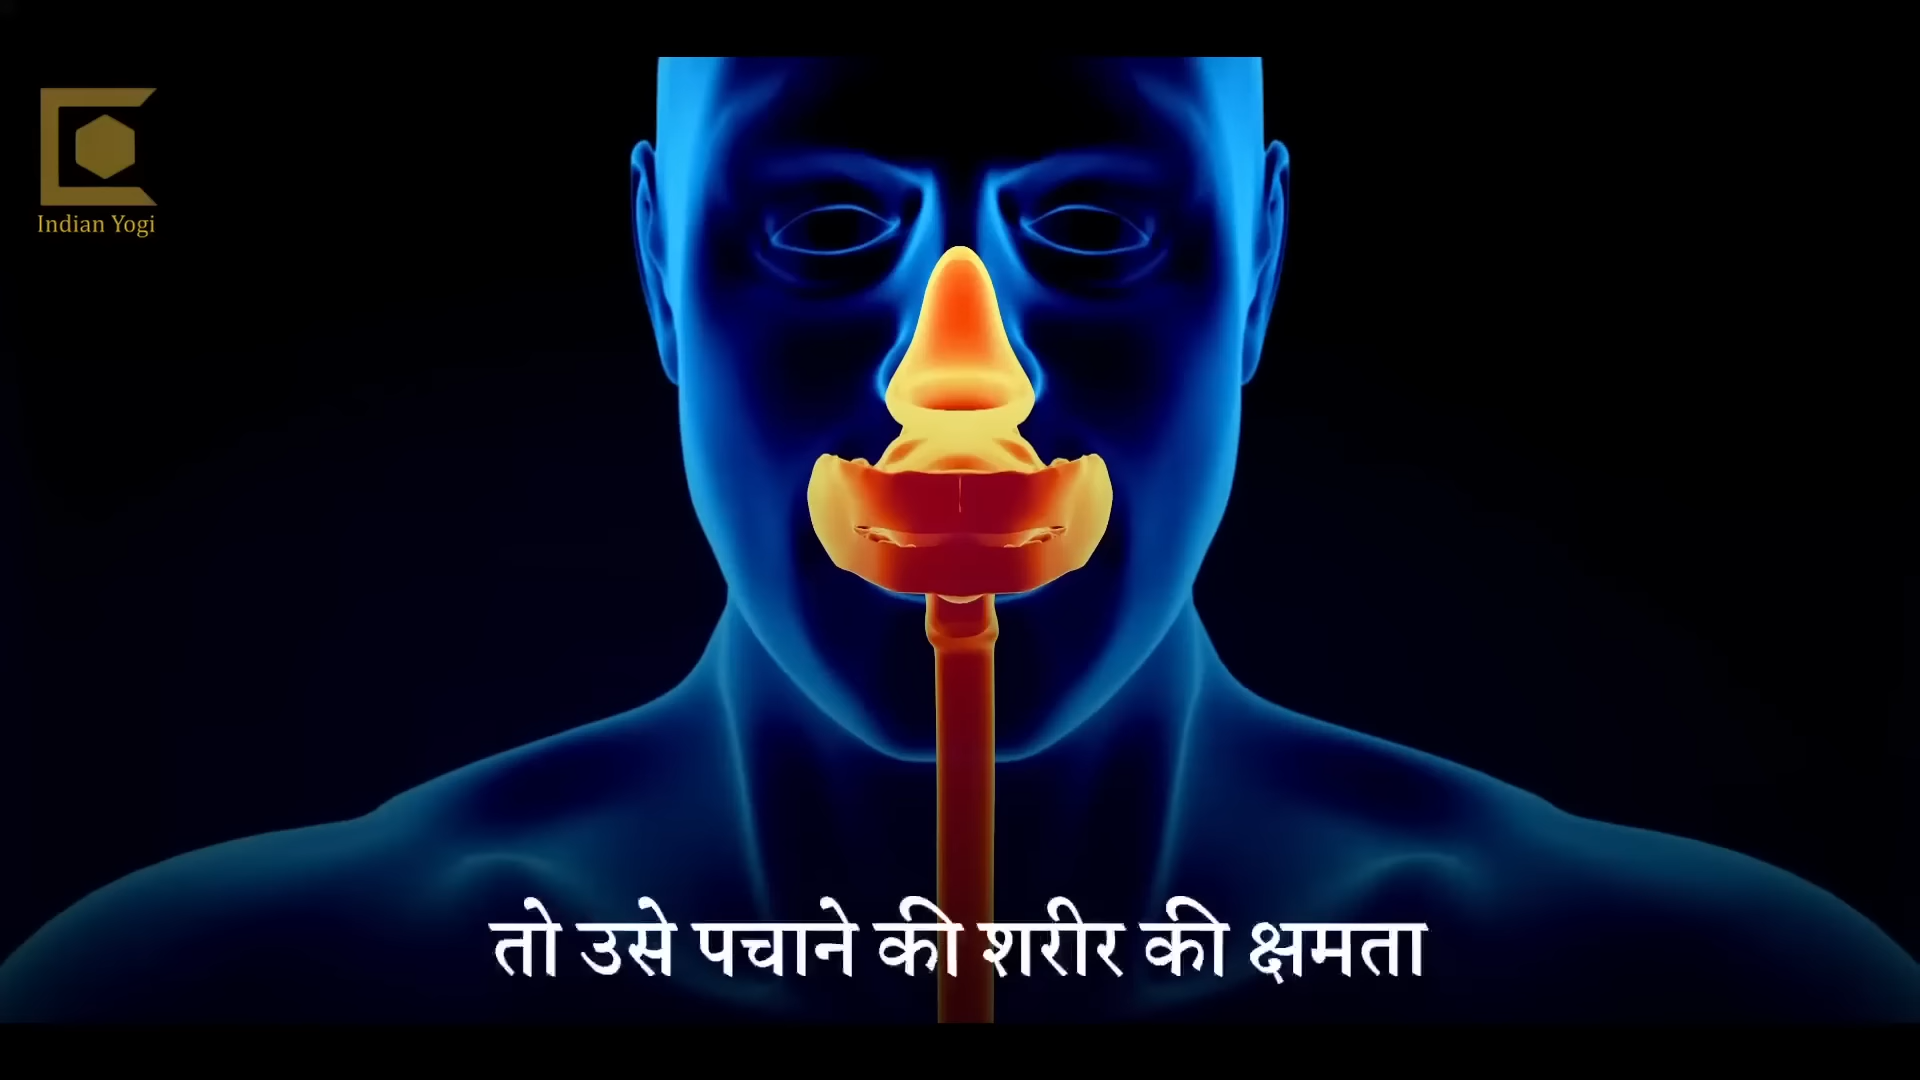 Indian Yogi
तो उसे पचाने की शरीर की क्षमता